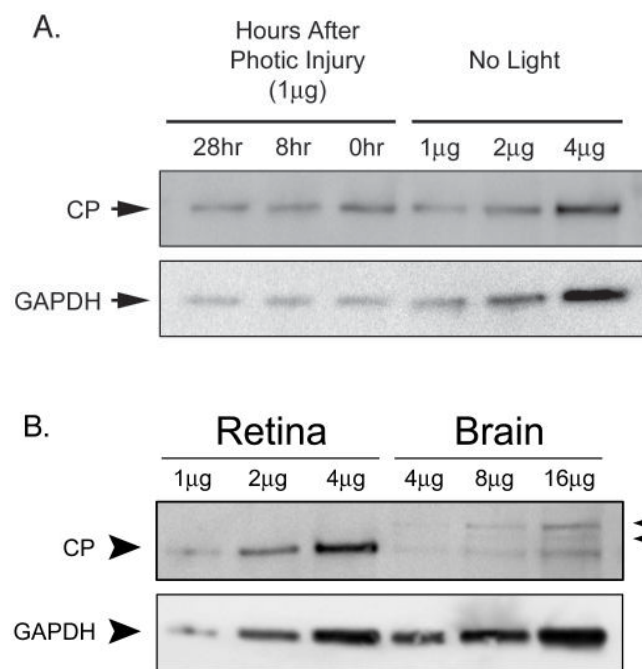 A.
Hours After
Photic Injury
(1μg)
No Light
28hr 8hr 0hr 1μg 2μg 4μg
CP
GAPDH
B.
Retina Brain
1μg 2μg 4μg 4μg 8μg 16μg
CP
GAPDH